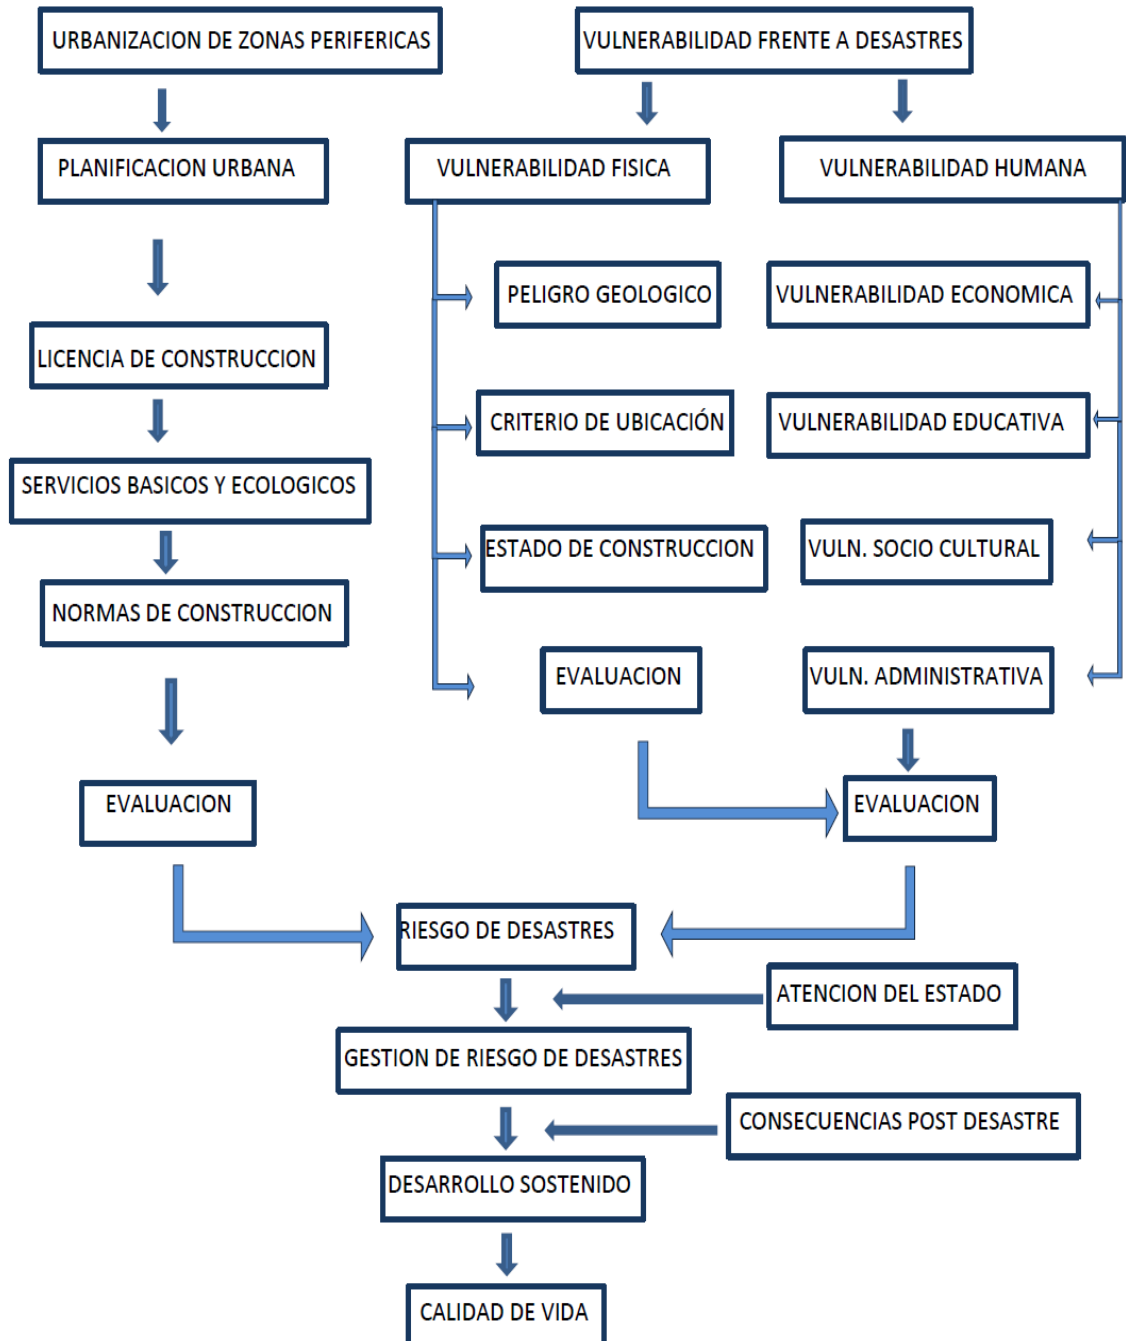 URBANIZACION DE ZONAS PERIFERICAS
VULNERABILIDAD FRENTE A DESASTRES
PLANIFICACION URBANA
VULNERABILIDAD FISICA
VULNERABILIDAD HUMANA
PELIGRO GEOLOGICO
VULNERABILIDAD ECONOMICA
LICENCIA DE CONSTRUCCION
CRITERIO DE UBICACIÓN
VULNERABILIDAD EDUCATIVA
SERVICIOS BASICOS Y ECOLOGICOS
ESTADO DE CONSTRUCCION
VULN. SOCIO CULTURAL
NORMAS DE CONSTRUCCION
EVALUACION
VULN. ADMINISTRATIVA
EVALUACION
EVALUACION
RIESGO DE DESASTRES
ATENCION DEL ESTADO
GESTION DE RIESGO DE DESASTRES
CONSECUENCIAS POST DESASTRE
DESARROLLO SOSTENIDO
CALIDAD DE VIDA